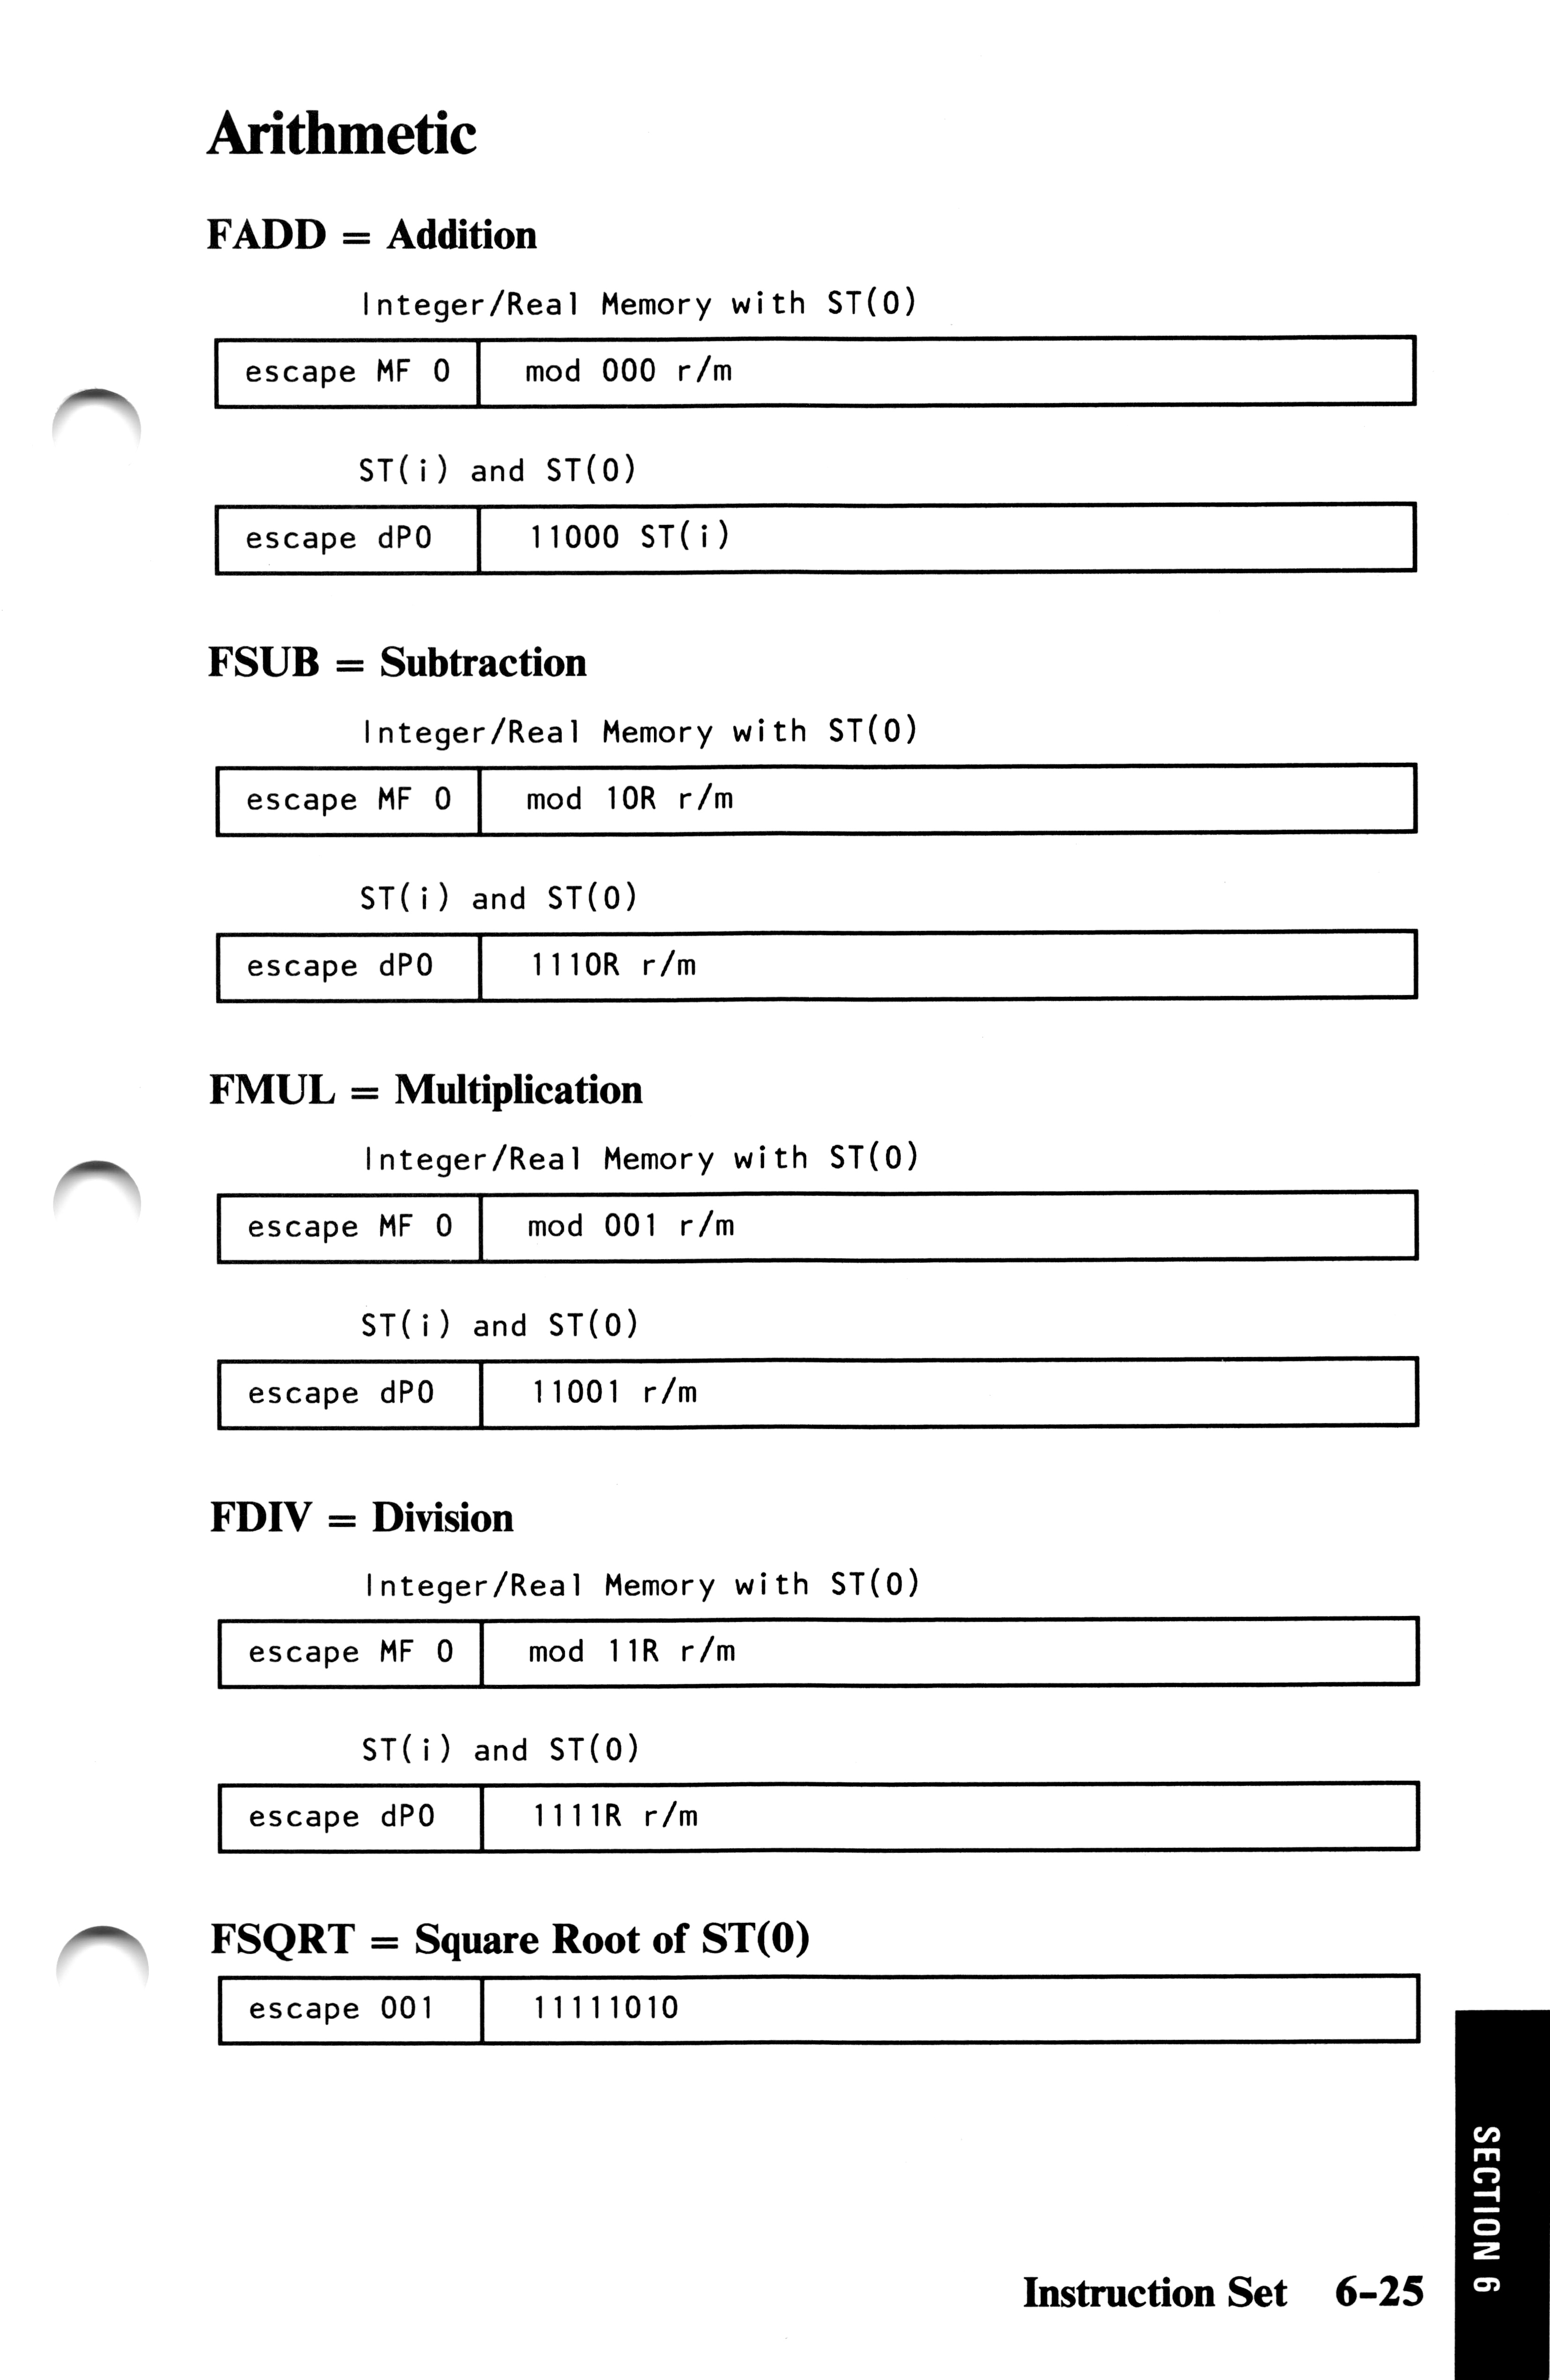 Arithmetic
FADD = Addition
Integer/Real Memory with ST(0)
escape MF 0 mod 000 r/m
ST(i) and ST(0)
escape dP0 11000 ST(i)
FSUB = Subtraction
Integer/Real Memory with ST(0)
escape MF 0 mod 10R r/m
ST(i) and ST(0)
escape dP0 1110R r/m
FMUL = Multiplication
Integer/Real Memory with ST(0)
escape MF 0 mod 001 r/m
ST(i) and ST(0)
escape dP0 11001 r/m
FDIV = Division
Integer/Real Memory with ST(0)
escape MF 0 mod 11R r/m
ST(i) and ST(0)
escape dP0 1111R r/m
FSQRT = Square Root of ST(0)
escape 001 11111010
SECTION 6
Instruction Set 6-25